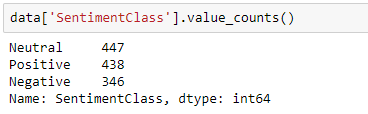 data['SentimentClass'].value_counts()
Neutral     447
Positive    438
Negative    346
Name: SentimentClass, dtype: int64